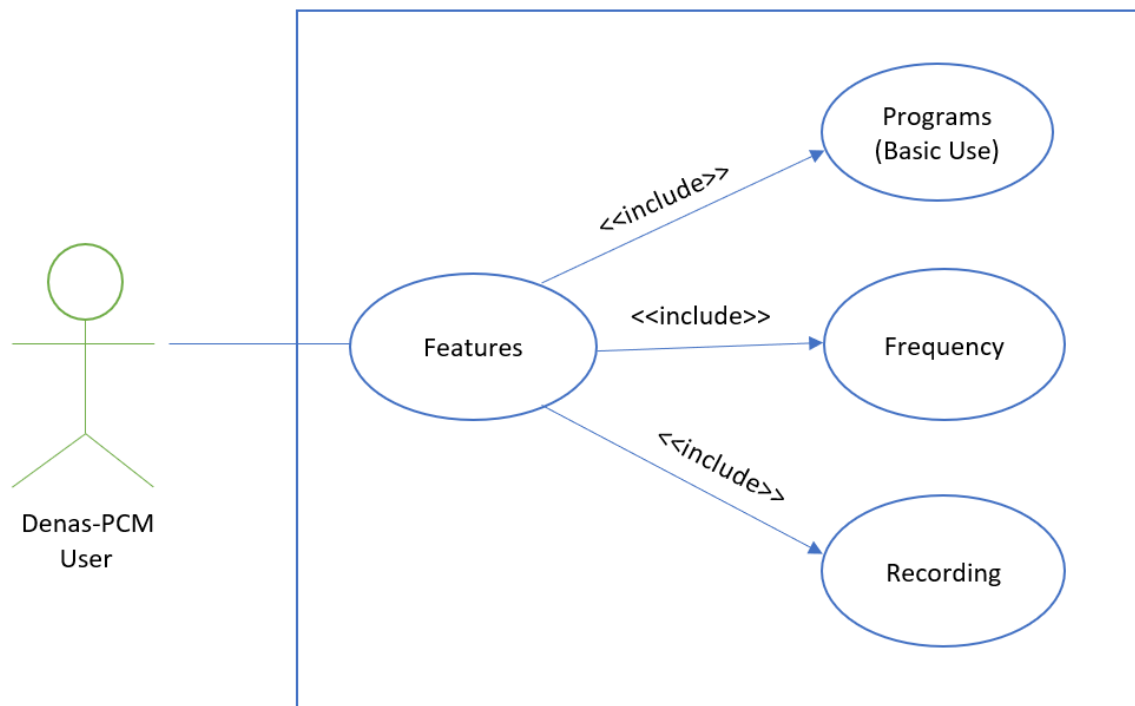 Programs
(Basic Use)
<<include>>
<<include>>
Features
Frequency
<<include>>
Denas-PCM
User
Recording